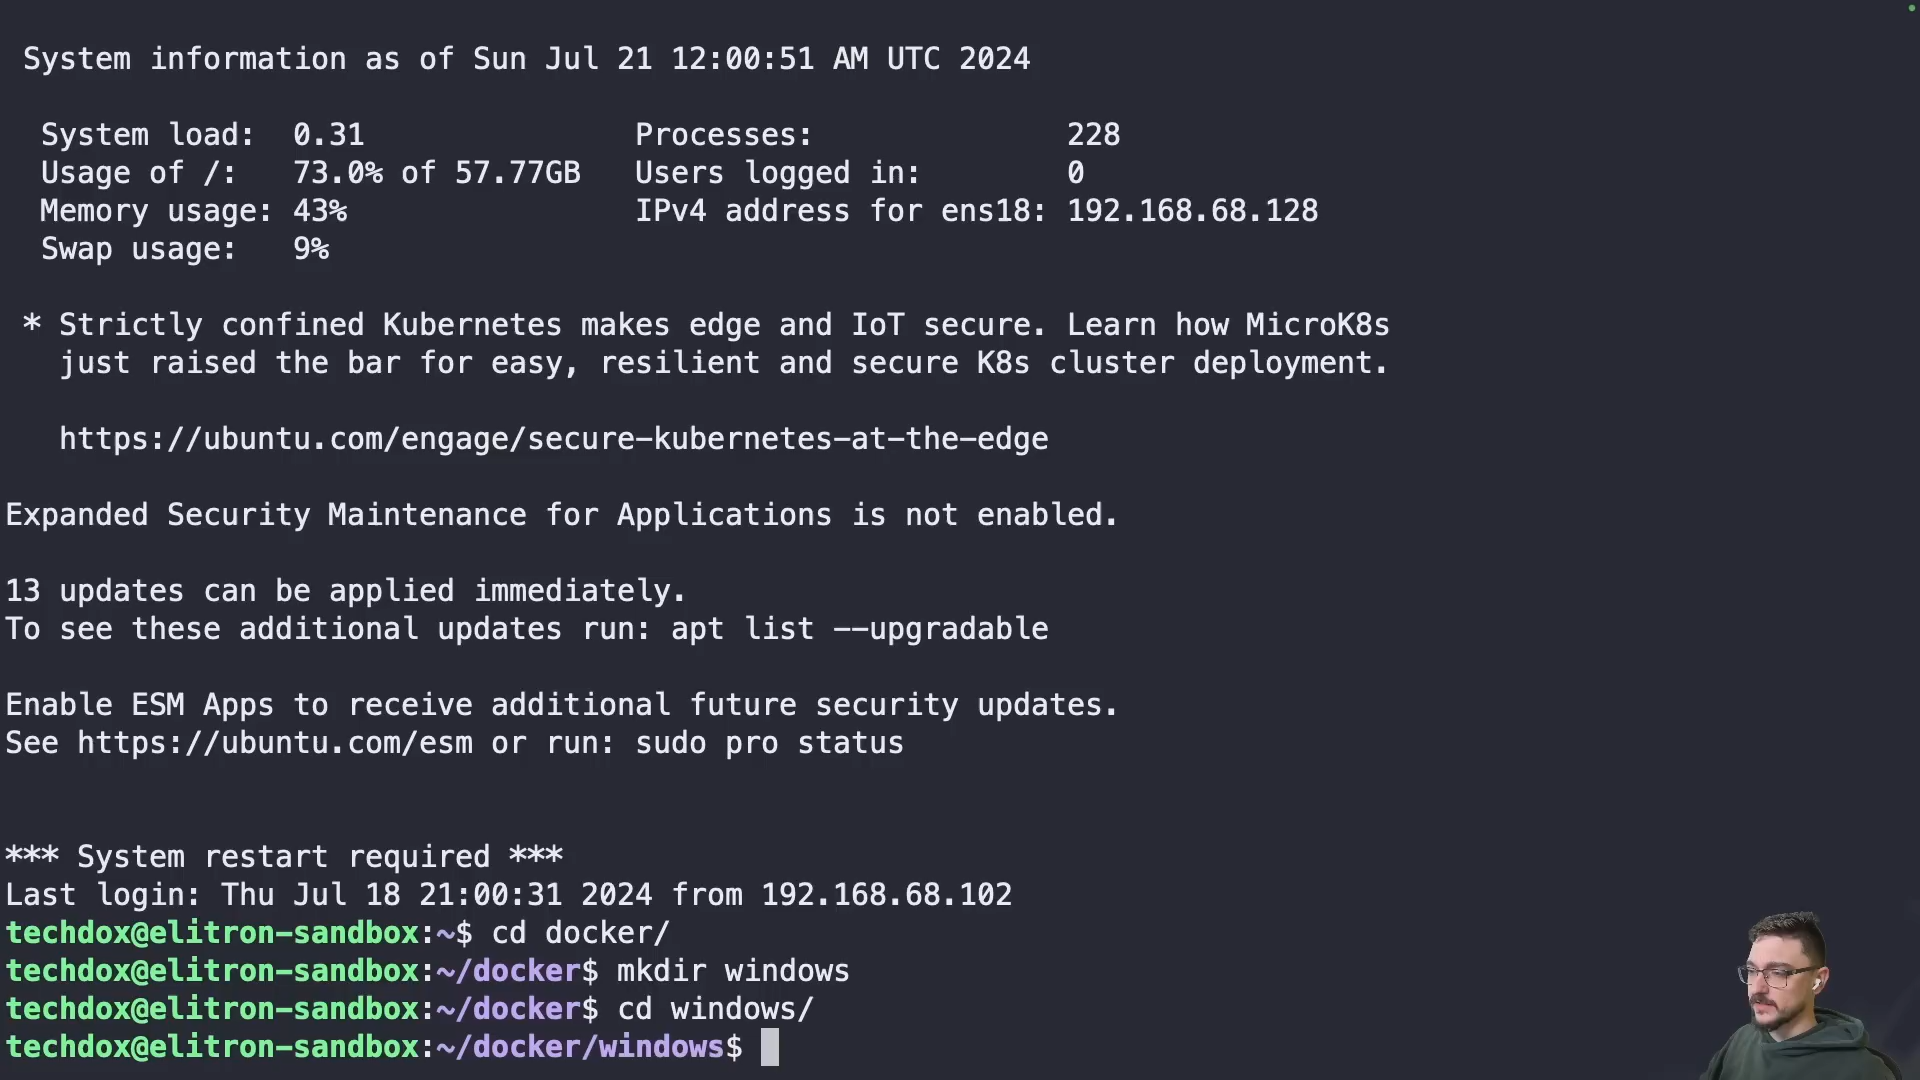 System information as of Sun Jul 21 12:00:51 AM UTC 2024
System load: 0.31 Processes: 228
Usage of /: 73.0% of 57.77GB Users logged in: 0
Memory usage: 43% IPv4 address for ens18: 192.168.68.128
Swap usage: 9%
* Strictly confined Kubernetes makes edge and IoT secure. Learn how MicroK8s
just raised the bar for easy, resilient and secure K8s cluster deployment.
https://ubuntu.com/engage/secure-kubernetes-at-the-edge
Expanded Security Maintenance for Applications is not enabled.
13 updates can be applied immediately.
To see these additional updates run: apt list --upgradable
Enable ESM Apps to receive additional future security updates.
See https://ubuntu.com/esm or run: sudo pro status
*** System restart required ***
Last login: Thu Jul 18 21:00:31 2024 from 192.168.68.102
techdox@elitron-sandbox:~$ cd docker/
techdox@elitron-sandbox:~/docker$ mkdir windows
techdox@elitron-sandbox:~/docker$ cd windows/
techdox@elitron-sandbox:~/docker/windows$